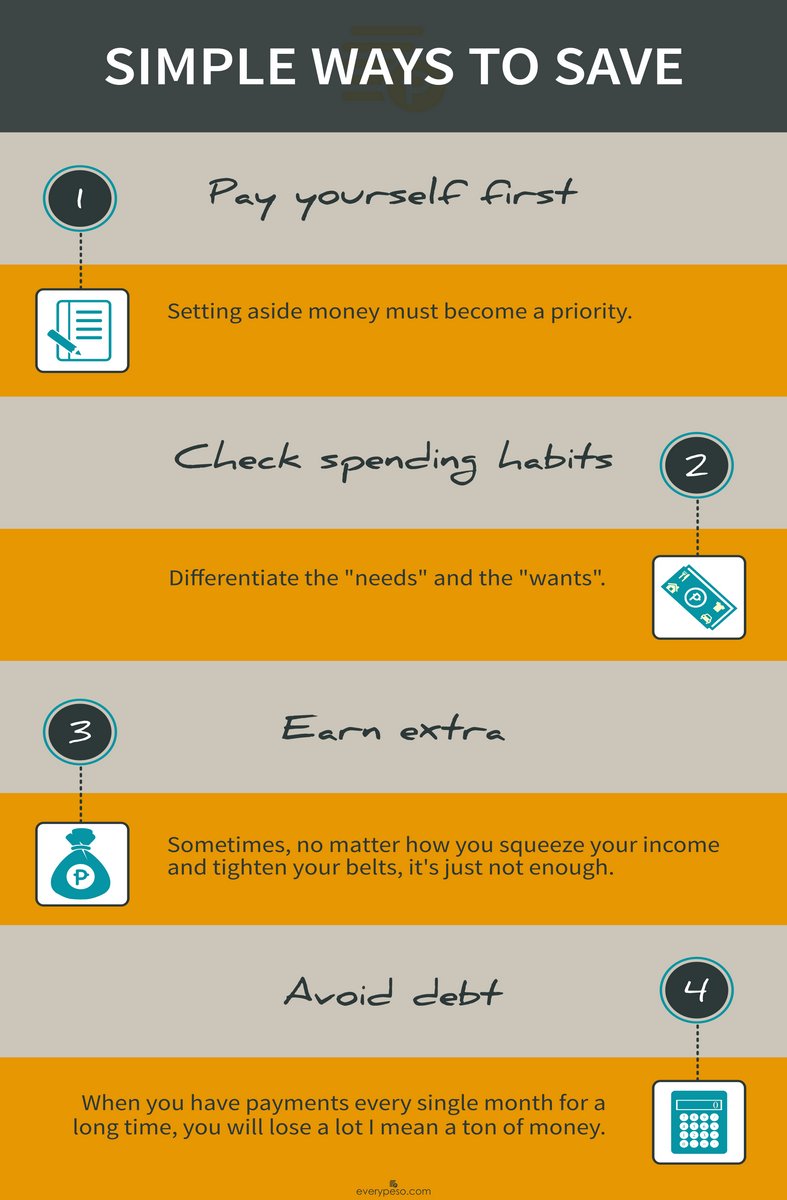 SIMPLE WAYS TO SAVE
1
Pay yourself first
Setting aside money must become a priority.
Check spending habits
2
Differentiate the "needs" and the "wants".
3
Earn extra
Sometimes, no matter how you squeeze your income
and tighten your belts, it's just not enough.
Avoid debt
4
When you have payments every single month for a
long time, you will lose a lot I mean a ton of money.
everypeso.com